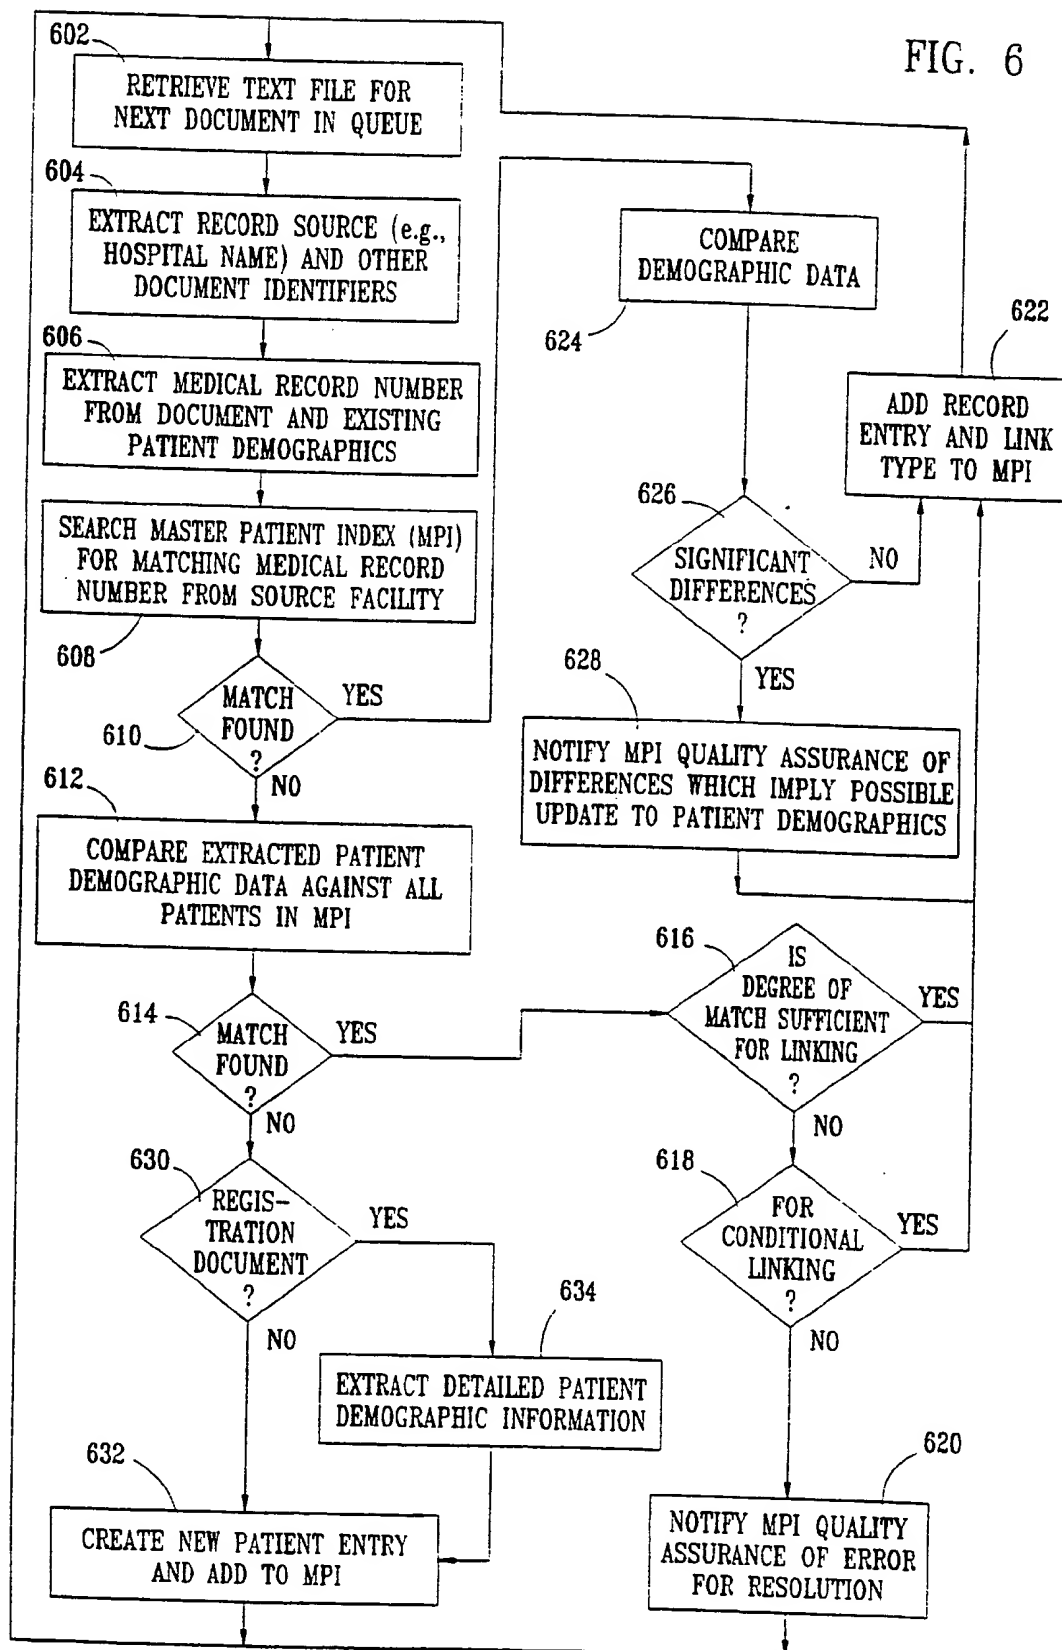 FIG. 6
602
RETRIEVE TEXT FILE FOR
NEXT DOCUMENT IN QUEUE
604
EXTRACT RECORD SOURCE (e.g.,
HOSPITAL NAME) AND OTHER
DOCUMENT IDENTIFIERS
606
EXTRACT MEDICAL RECORD NUMBER
FROM DOCUMENT AND EXISTING
PATIENT DEMOGRAPHICS
SEARCH MASTER PATIENT INDEX (MPI)
FOR MATCHING MEDICAL RECORD
NUMBER FROM SOURCE FACILITY
608
MATCH
FOUND
?
YES
610
NO
612
COMPARE EXTRACTED PATIENT
DEMOGRAPHIC DATA AGAINST ALL
PATIENTS IN MPI
614
MATCH
FOUND
?
YES
NO
630
REGIS-
TRATION
DOCUMENT
?
YES
NO
634
EXTRACT DETAILED PATIENT
DEMOGRAPHIC INFORMATION
632
CREATE NEW PATIENT ENTRY
AND ADD TO MPI
COMPARE
DEMOGRAPHIC DATA
624
622
ADD RECORD
ENTRY AND LINK
TYPE TO MPI
626
SIGNIFICANT
DIFFERENCES
?
NO
YES
628
NOTIFY MPI QUALITY ASSURANCE OF
DIFFERENCES WHICH IMPLY POSSIBLE
UPDATE TO PATIENT DEMOGRAPHICS
616
IS
DEGREE OF
MATCH SUFFICIENT
FOR LINKING
?
YES
NO
618
FOR
CONDITIONAL
LINKING
?
YES
NO
620
NOTIFY MPI QUALITY
ASSURANCE OF ERROR
FOR RESOLUTION